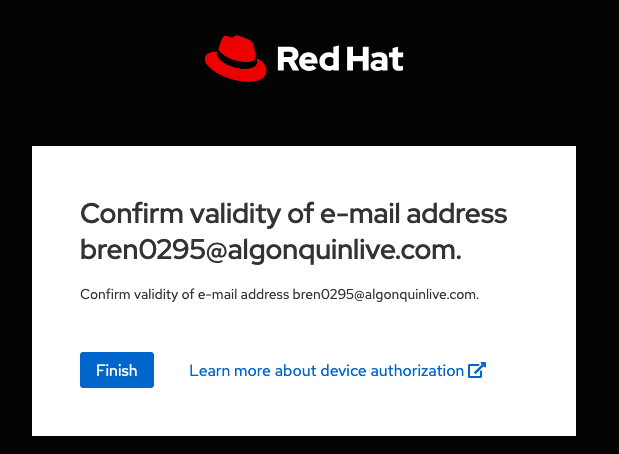 Red Hat
Confirm validity of e-mail address
bren0295@algonquinlive.com.
Confirm validity of e-mail address bren0295@algonquinlive.com.
Finish
Learn more about device authorization